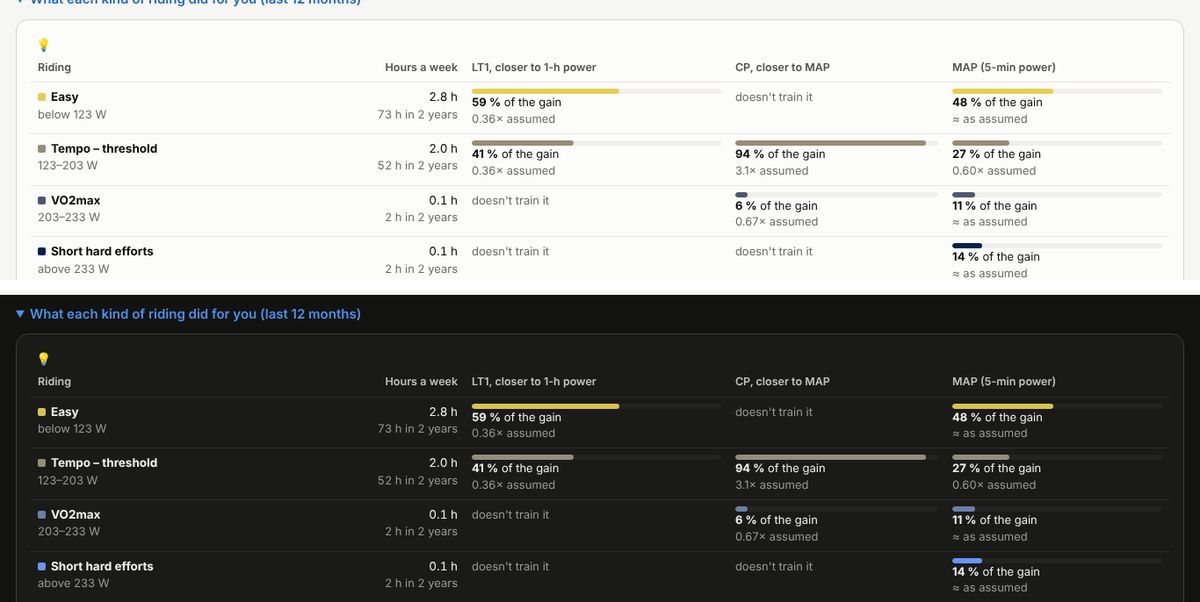 What each kind of riding did for you (last 12 months)
💡
Riding Hours a week LT1, closer to 1-h power CP, closer to MAP MAP (5-min power)
Easy 2.8 h 59 % of the gain doesn't train it 48 % of the gain
below 123 W 73 h in 2 years 0.36× assumed ≈ as assumed
Tempo – threshold 2.0 h 41 % of the gain 94 % of the gain 27 % of the gain
123–203 W 52 h in 2 years 0.36× assumed 3.1× assumed 0.60× assumed
VO2max 0.1 h doesn't train it 6 % of the gain 11 % of the gain
203–233 W 2 h in 2 years 0.67× assumed ≈ as assumed
Short hard efforts 0.1 h doesn't train it doesn't train it 14 % of the gain
above 233 W 2 h in 2 years ≈ as assumed
What each kind of riding did for you (last 12 months)
💡
Riding Hours a week LT1, closer to 1-h power CP, closer to MAP MAP (5-min power)
Easy 2.8 h 59 % of the gain doesn't train it 48 % of the gain
below 123 W 73 h in 2 years 0.36× assumed ≈ as assumed
Tempo – threshold 2.0 h 41 % of the gain 94 % of the gain 27 % of the gain
123–203 W 52 h in 2 years 0.36× assumed 3.1× assumed 0.60× assumed
VO2max 0.1 h doesn't train it 6 % of the gain 11 % of the gain
203–233 W 2 h in 2 years 0.67× assumed ≈ as assumed
Short hard efforts 0.1 h doesn't train it doesn't train it 14 % of the gain
above 233 W 2 h in 2 years ≈ as assumed